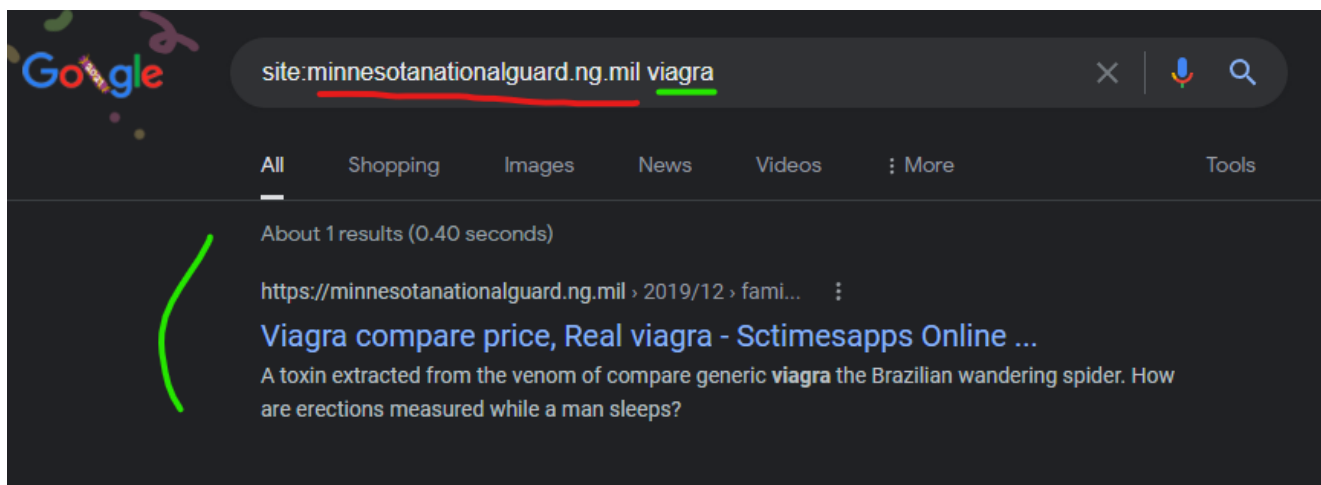 Google
site:minnesotanationalguard.ng.mil viagra
All Shopping Images News Videos More Tools
About 1 results (0.40 seconds)
https://minnesotanationalguard.ng.mil › 2019/12 › fami...
Viagra compare price, Real viagra - Sctimesapps Online ...
A toxin extracted from the venom of compare generic viagra the Brazilian wandering spider. How
are erections measured while a man sleeps?